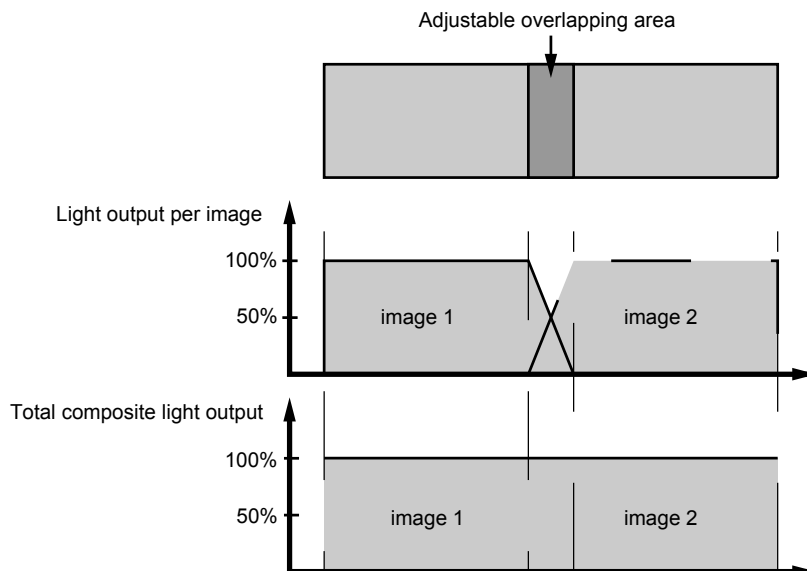 Adjustable overlapping area
Light output per image
100%
50%
image 1
image 2
Total composite light output
100%
50%
image 1
image 2